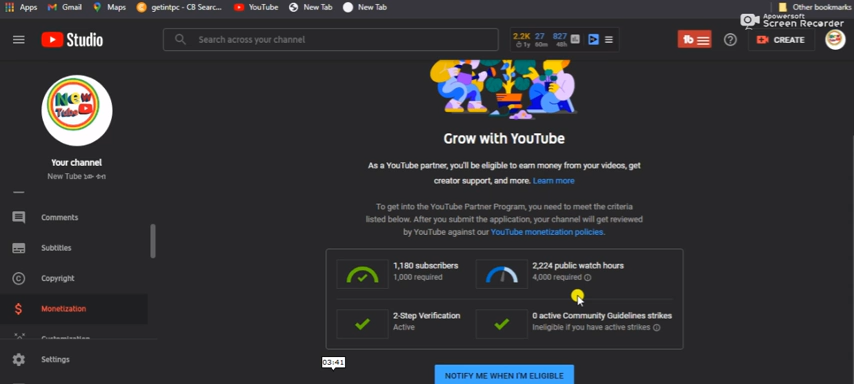 Apps Gmail Maps getintpc - CB Searc... YouTube New Tab New Tab Other bookmarks
Apowersoft
Screen Recorder
Studio Search across your channel 2.2K 27 827 CREATE
1y 60m 48h
New
Tube
Your channel
New Tube
Comments
Subtitles
Copyright
Monetization
Settings
Grow with YouTube
As a YouTube partner, you'll be eligible to earn money from your videos, get
creator support, and more. Learn more
To get into the YouTube Partner Program, you need to meet the criteria
listed below. After you submit the application, your channel will get reviewed
by YouTube against our YouTube monetization policies.
1,180 subscribers
1,000 required
2,224 public watch hours
4,000 required
2-Step Verification
Active
0 active Community Guidelines strikes
Ineligible if you have active strikes
03:41
NOTIFY ME WHEN I'M ELIGIBLE